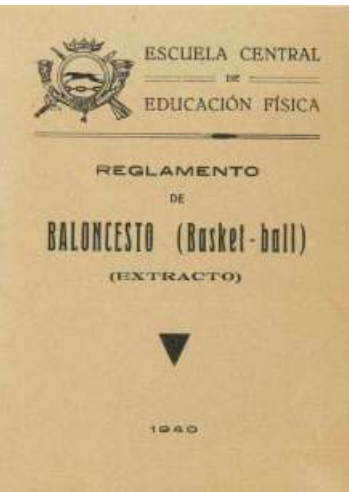 ESCUELA CENTRAL
DE
EDUCACIÓN FÍSICA
REGLAMENTO
DE
BALONCESTO (Basket-ball)
(EXTRACTO)
1940